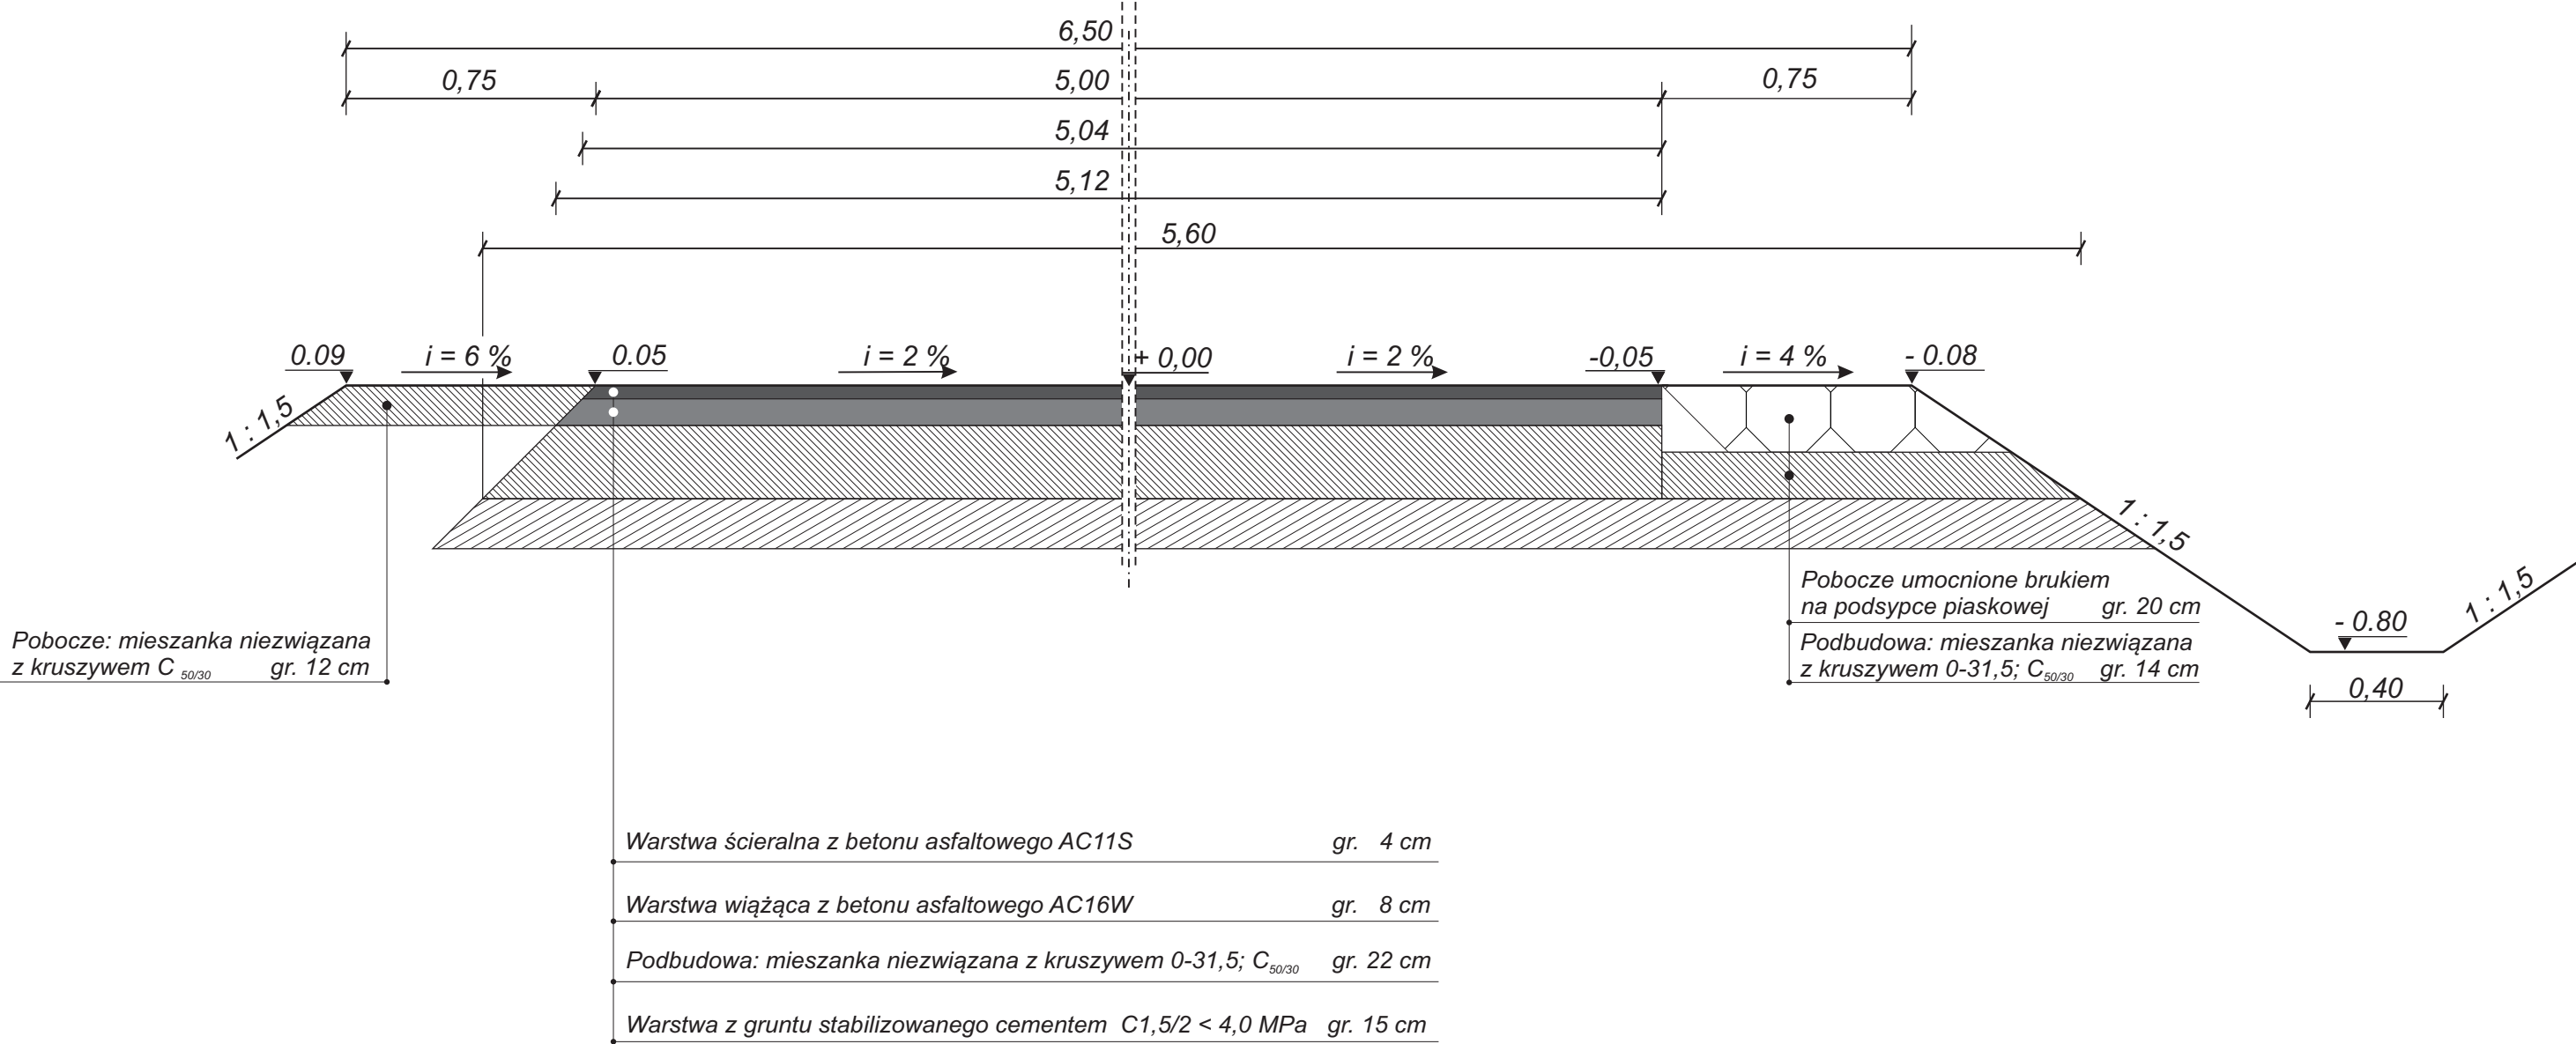 6,50
0,75
5,00
0,75
5,04
5,12
5,60
0.09
i = 6 %
0.05
i = 2 %
+ 0,00
i = 2 %
-0,05
i = 4 %
- 0.08
1 : 1,5
1 : 1,5
1 : 1,5
- 0.80
0,40
Pobocze: mieszanka niezwiązana
z kruszywem C 50/30 gr. 12 cm
Pobocze umocnione brukiem
na podsypce piaskowej gr. 20 cm
Podbudowa: mieszanka niezwiązana
z kruszywem 0-31,5; C50/30 gr. 14 cm
Warstwa ścieralna z betonu asfaltowego AC11S gr. 4 cm
Warstwa wiążąca z betonu asfaltowego AC16W gr. 8 cm
Podbudowa: mieszanka niezwiązana z kruszywem 0-31,5; C50/30 gr. 22 cm
Warstwa z gruntu stabilizowanego cementem C1,5/2 < 4,0 MPa gr. 15 cm